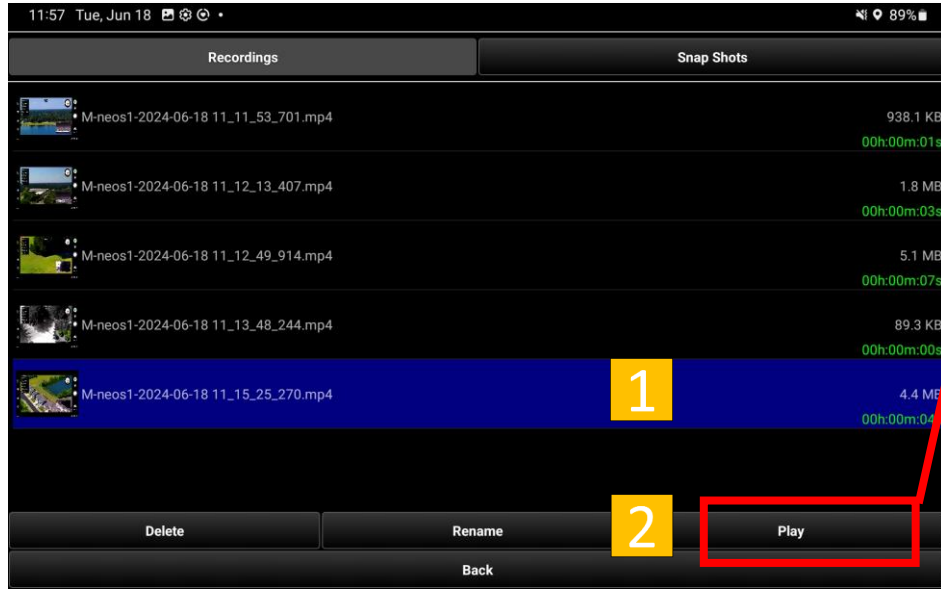 11:57 Tue, Jun 18 89%
Recordings Snap Shots
M-neos1-2024-06-18 11_11_53_701.mp4 938.1 KB
00h:00m:01s
M-neos1-2024-06-18 11_12_13_407.mp4 1.8 MB
00h:00m:03s
M-neos1-2024-06-18 11_12_49_914.mp4 5.1 MB
00h:00m:07s
M-neos1-2024-06-18 11_13_48_244.mp4 89.3 KB
00h:00m:00s
1
M-neos1-2024-06-18 11_15_25_270.mp4 4.4 MB
00h:00m:04
2
Delete Rename Play
Back